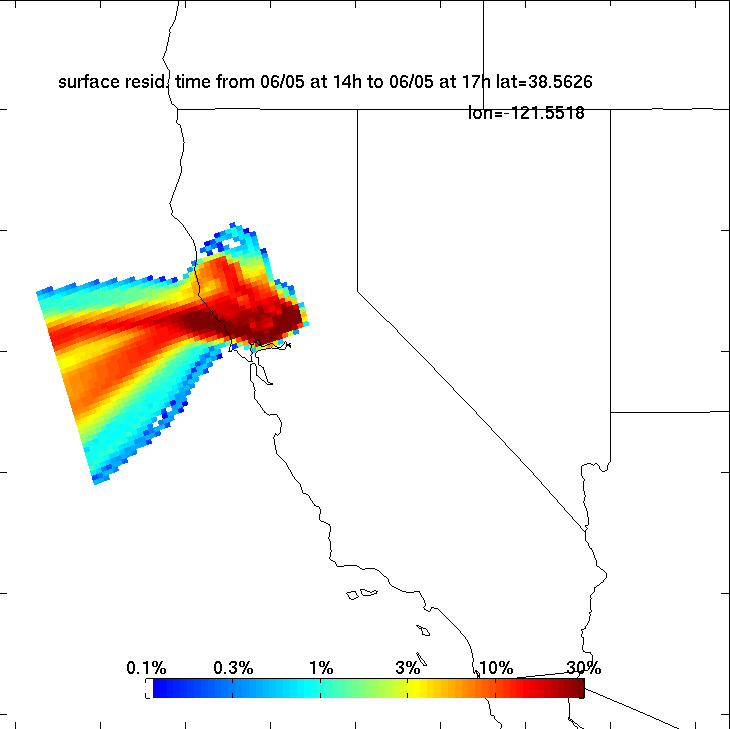 surface resid. time from 06/05 at 14h to 06/05 at 17h lat=38.5626
lon=-121.5518
0.1% 0.3% 1% 3% 10% 30%